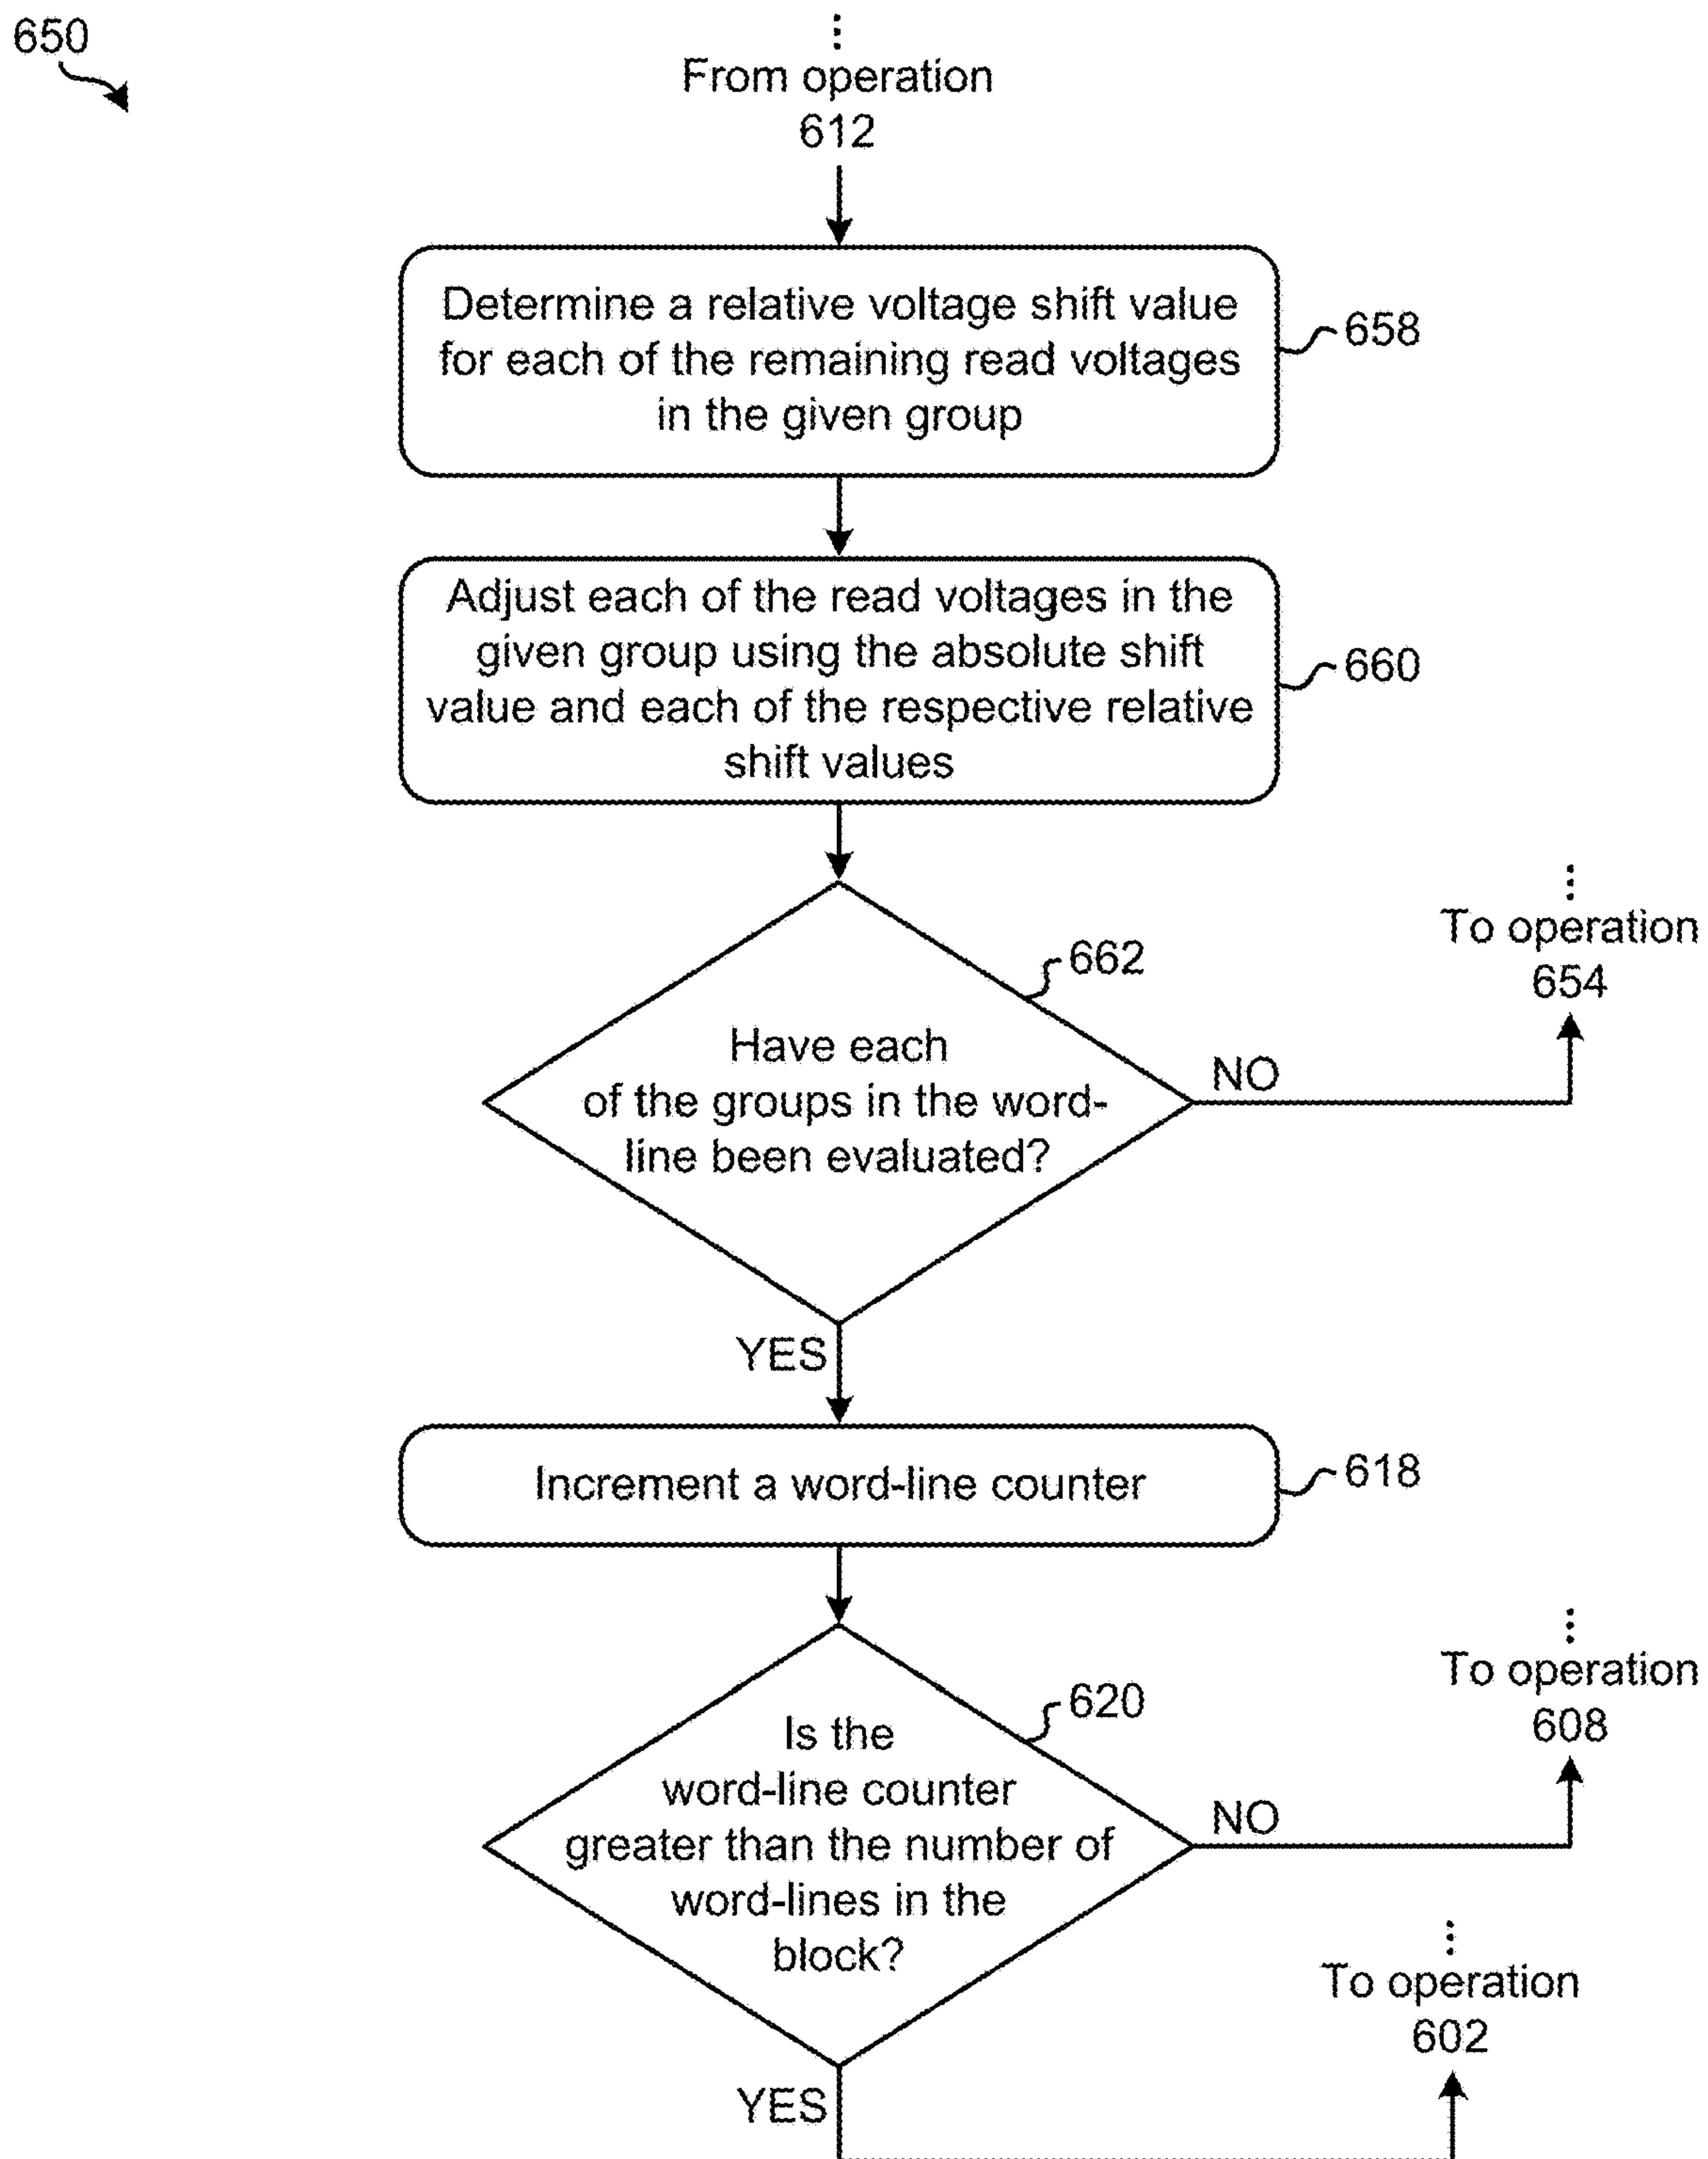 650
From operation
612
Determine a relative voltage shift value
for each of the remaining read voltages
in the given group
658
Adjust each of the read voltages in the
given group using the absolute shift
value and each of the respective relative
shift values
660
To operation
654
662
Have each
of the groups in the word-
line been evaluated?
NO
YES
Increment a word-line counter
618
To operation
608
620
Is the
word-line counter
greater than the number of
word-lines in the
block?
NO
To operation
602
YES